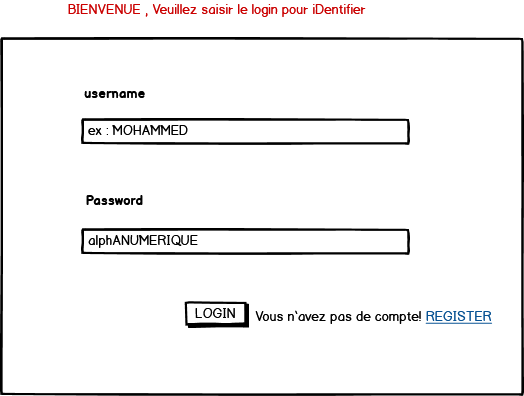 BIENVENUE , Veuillez saisir le login pour iDentifier
username
ex : MOHAMMED
Password
alphANUMERIQUE
LOGIN Vous n'avez pas de compte! REGISTER